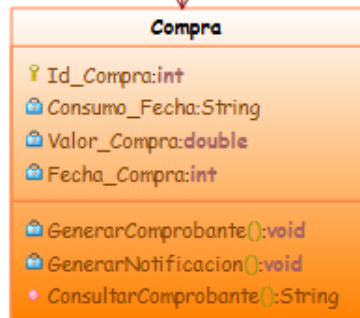 Compra
Id_Compra:int
Consumo_Fecha:String
Valor_Compra:double
Fecha_Compra:int
GenerarComprobante():void
GenerarNotificacion():void
ConsultarComprobante():String